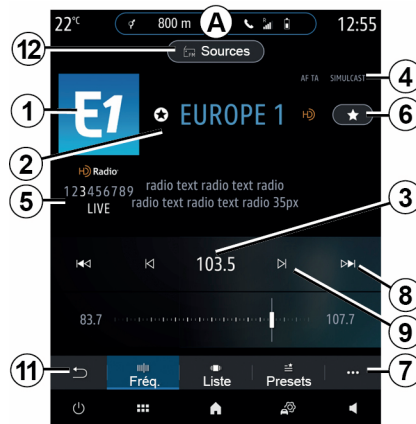 22°C 800 m A R 12:55
12 Sources
AF TA SIMULCAST 4
1 E1 EUROPE 1 HD 6
2
HD Radio
5 123456789 radio text radio text radio
LIVE radio text radio text radio 35px
3
103.5
8
83.7 107.7
9
11 Fréq. Liste Presets ... 7